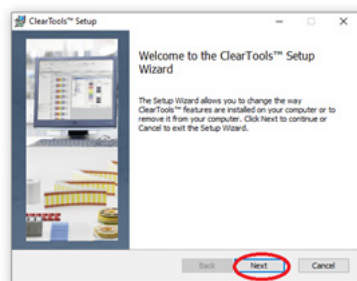 ClearTools™ Setup
Welcome to the ClearTools™ Setup
Wizard
The Setup Wizard allows you to change the way
ClearTools™ features are installed on your computer or to
remove it from your computer. Click Next to continue or
Cancel to exit the Setup Wizard.
Back Next Cancel